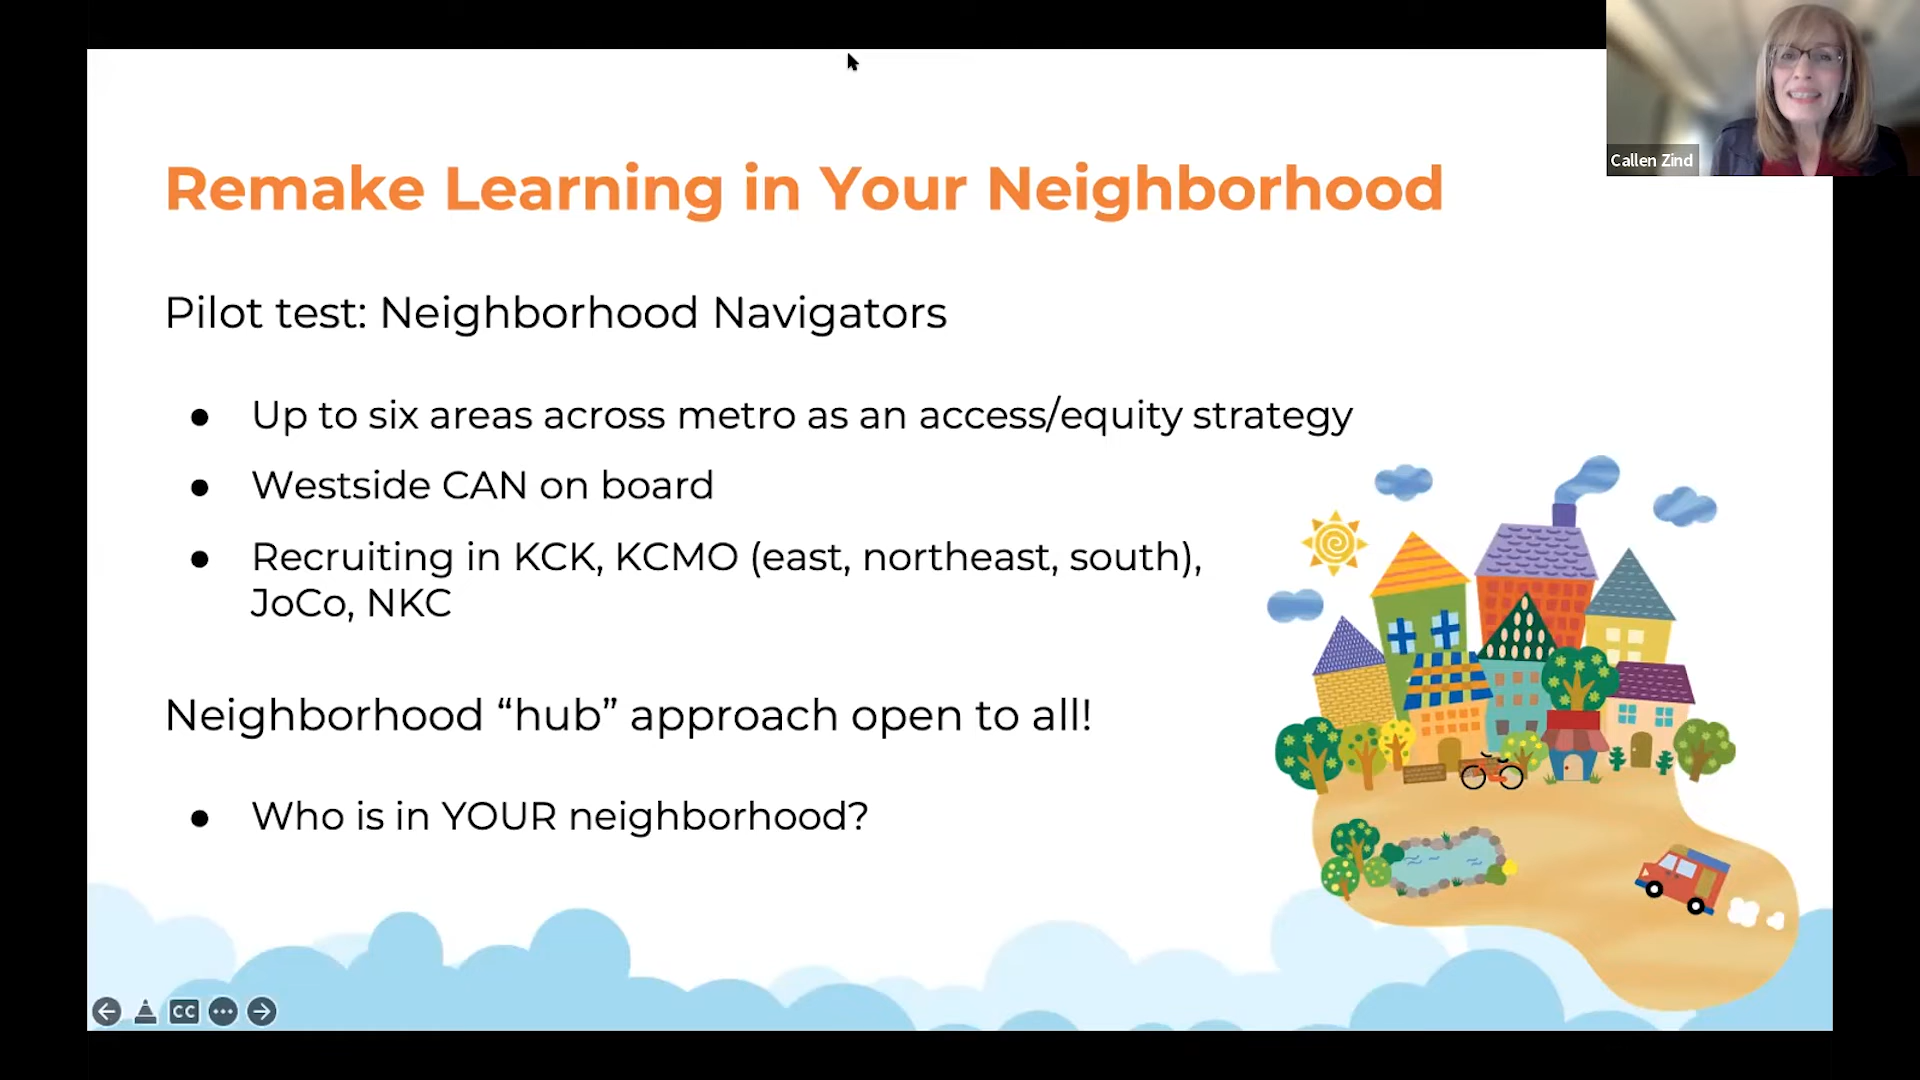 Callen Zind
Remake Learning in Your Neighborhood
Pilot test: Neighborhood Navigators
● Up to six areas across metro as an access/equity strategy
● Westside CAN on board
● Recruiting in KCK, KCMO (east, northeast, south),
JoCo, NKC
Neighborhood “hub” approach open to all!
● Who is in YOUR neighborhood?
CC